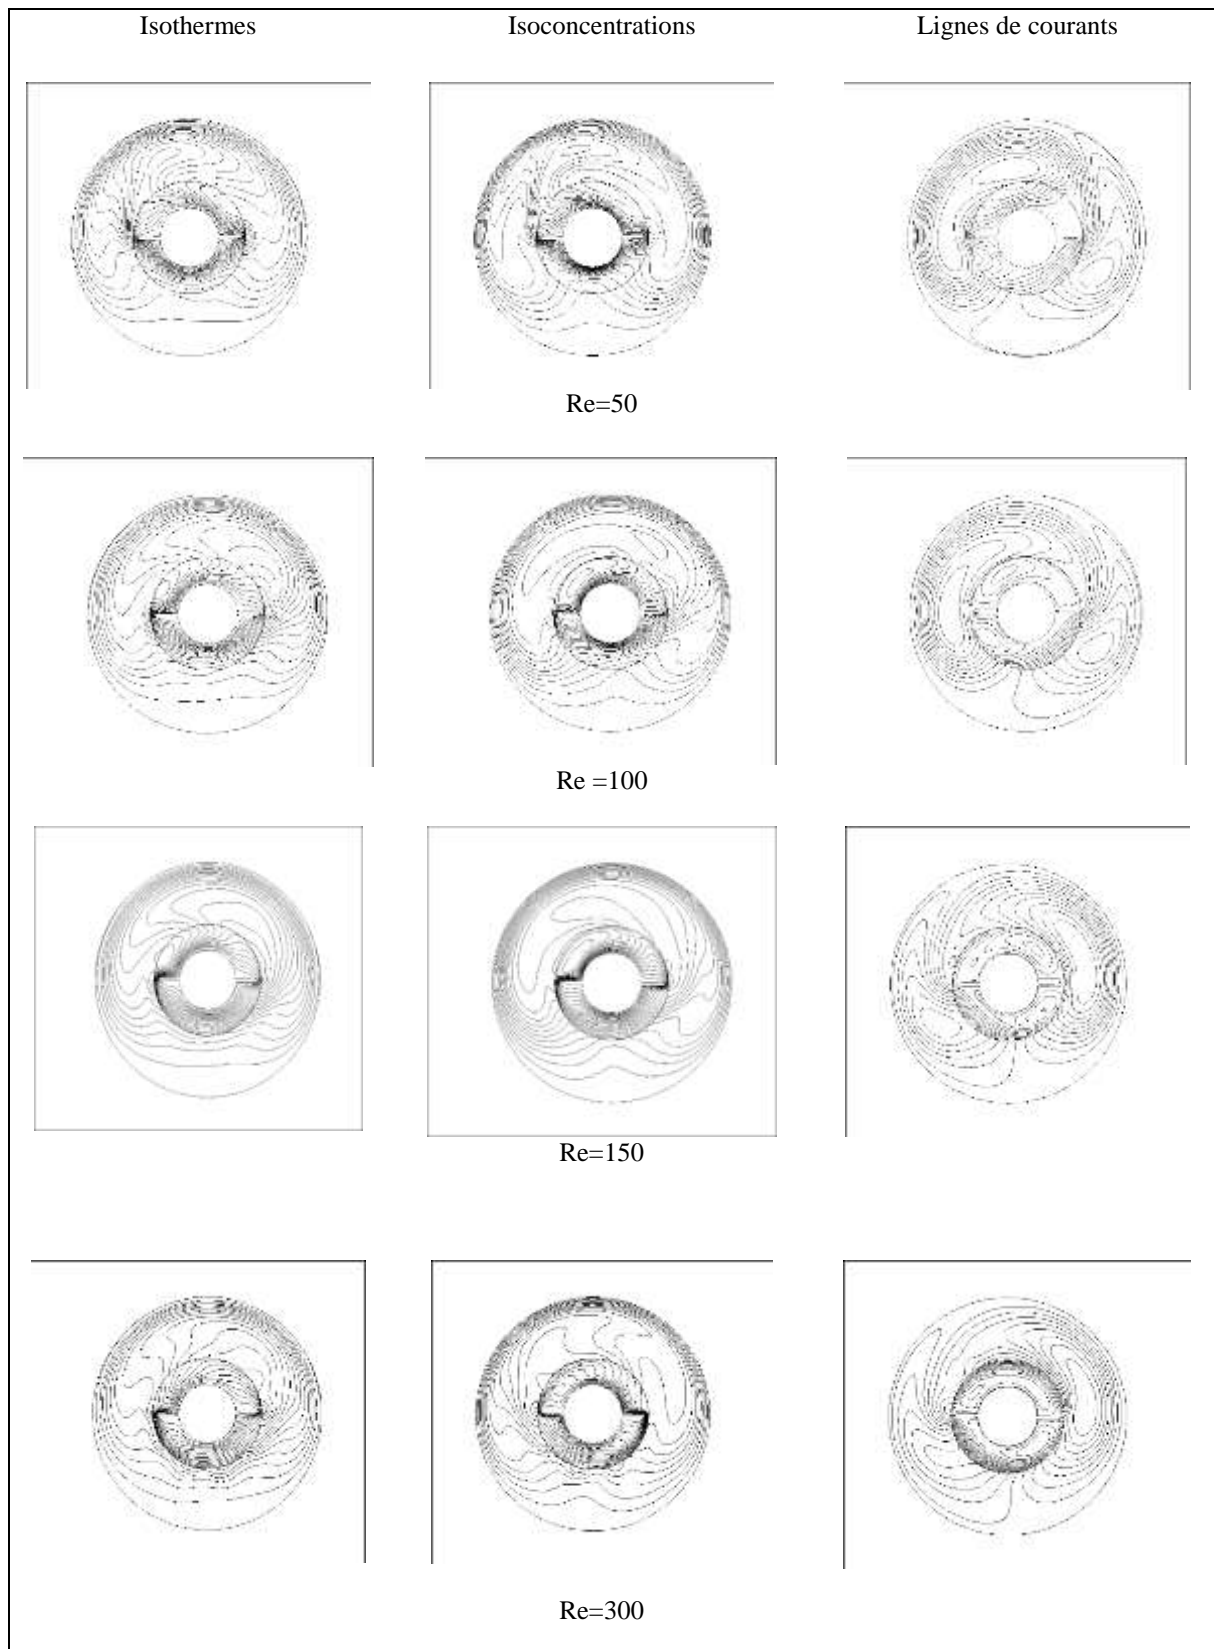 Isothermes Isoconcentrations Lignes de courants
Re=50
Re =100
Re=150
Re=300